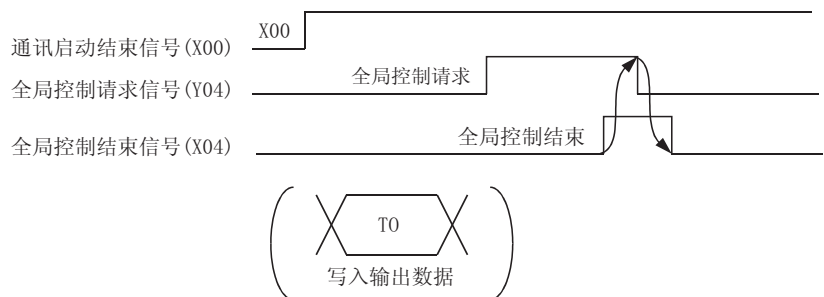 X00
通讯启动结束信号(X00)
全局控制请求
全局控制请求信号(Y04)
全局控制结束
全局控制结束信号(X04)
TO
写入输出数据